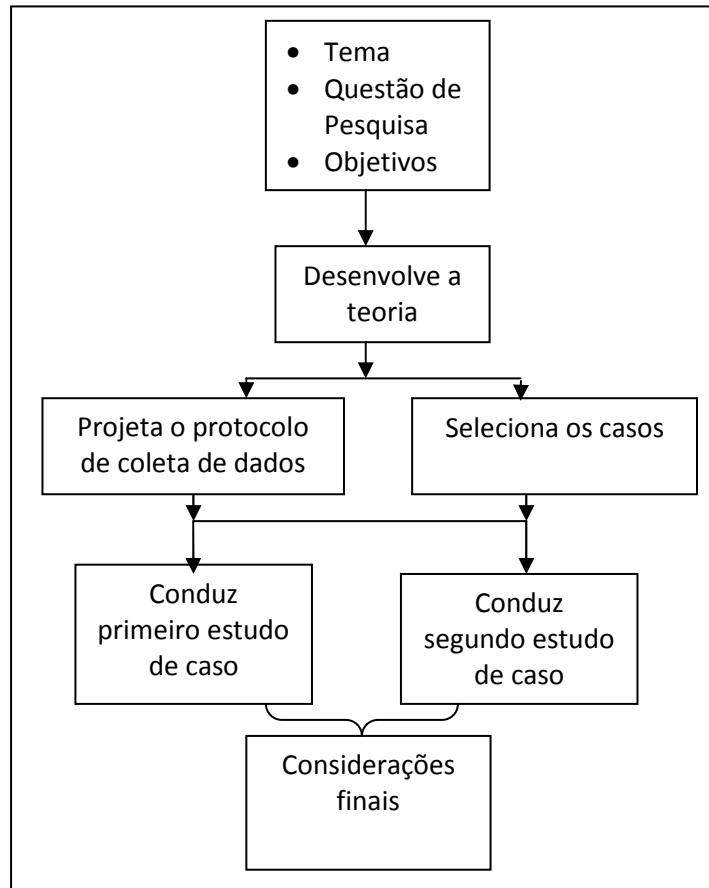 • Tema
• Questão de
Pesquisa
• Objetivos
Desenvolve a
teoria
Projeta o protocolo
de coleta de dados
Seleciona os casos
Conduz
primeiro estudo
de caso
Conduz
segundo estudo
de caso
Considerações
finais